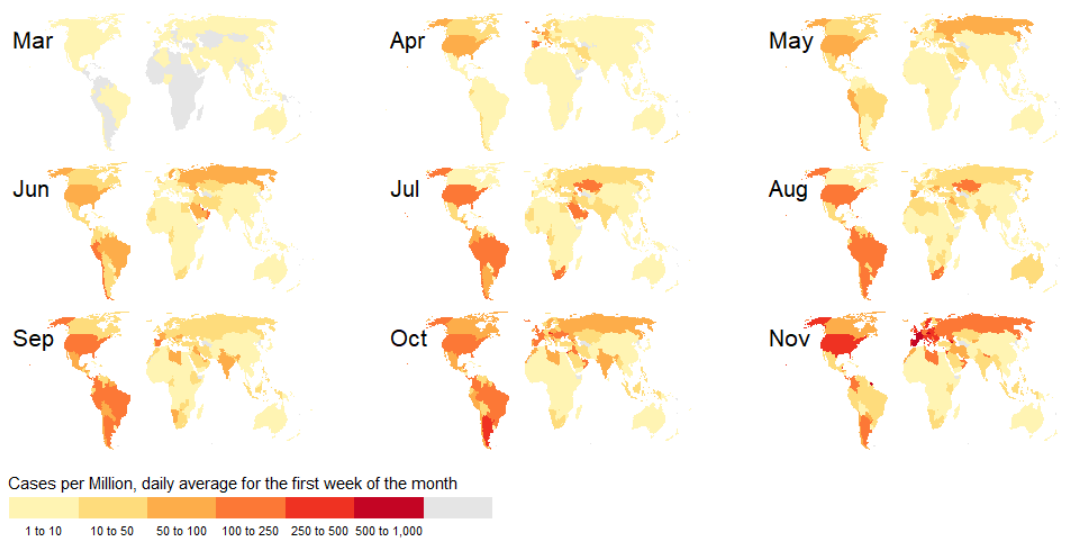 Mar
Apr
May
Jun
Jul
Aug
Sep
Oct
Nov
Cases per Million, daily average for the first week of the month
1 to 10
10 to 50
50 to 100
100 to 250
250 to 500
500 to 1,000